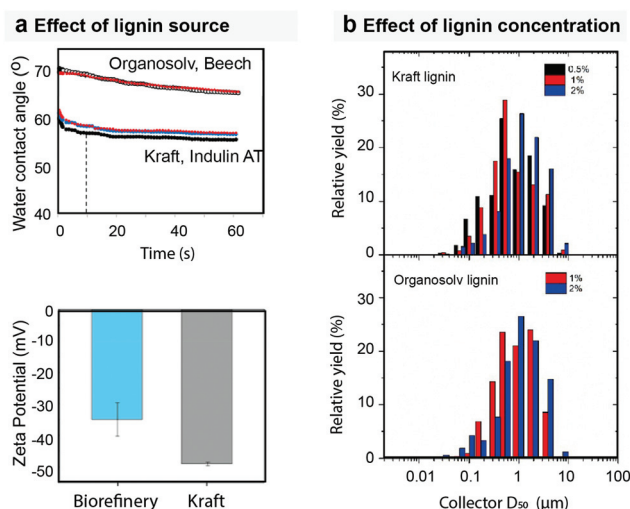 a Effect of lignin source
Water contact angle (º)
70
60
50
40
Organosolv, Beech
Kraft, Indulin AT
0
20
40
60
Time (s)
Zeta Potential (mV)
0
-10
-20
-30
-40
-50
Biorefinery
Kraft
b Effect of lignin concentration
Relative yield (%)
30
20
10
0
Kraft lignin
0.5%
1%
2%
Relative yield (%)
30
20
10
0
Organosolv lignin
1%
2%
0.01
0.1
1
10
100
Collector D₅₀ (µm)